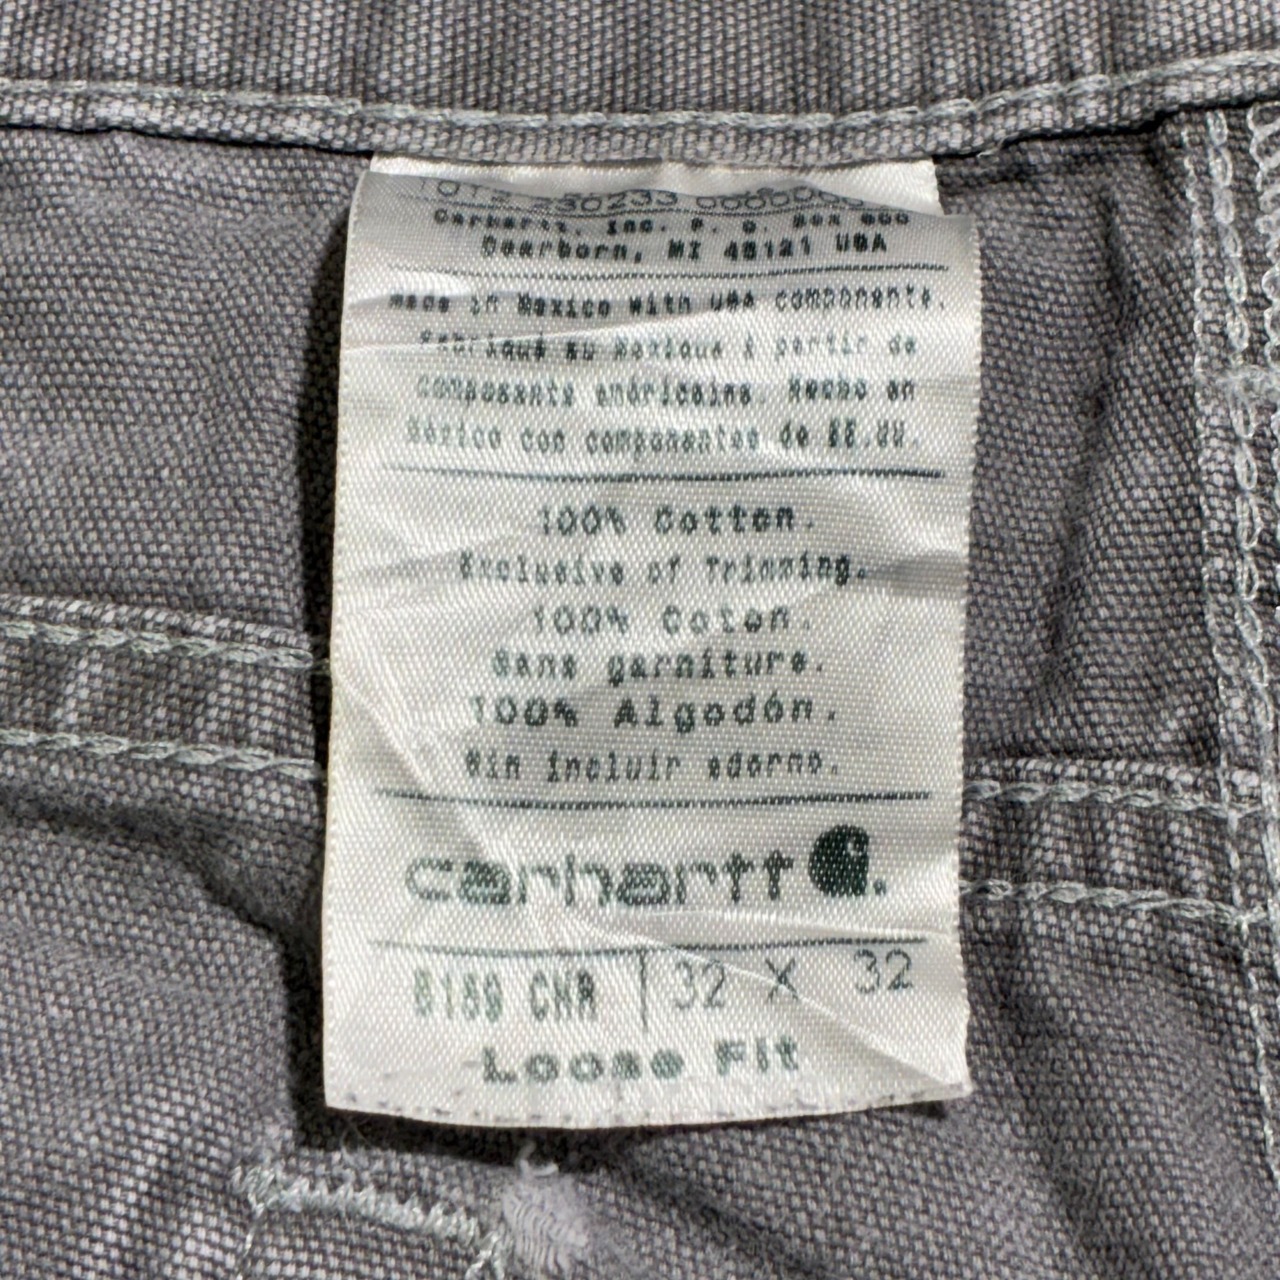 Carhartt, Inc. P. O. Box 600
Dearborn, MI 48121 USA
Made in Mexico with USA components.
Fabriqué au Mexique à partir de
composants américains. Hecho en
México con componentes de EE.UU.
100% Cotton.
Exclusive of Trimming.
100% Coton.
Sans garniture.
100% Algodón.
Sin incluir adorno.
carhartt
B159 CHR 32 X 32
Loose Fit